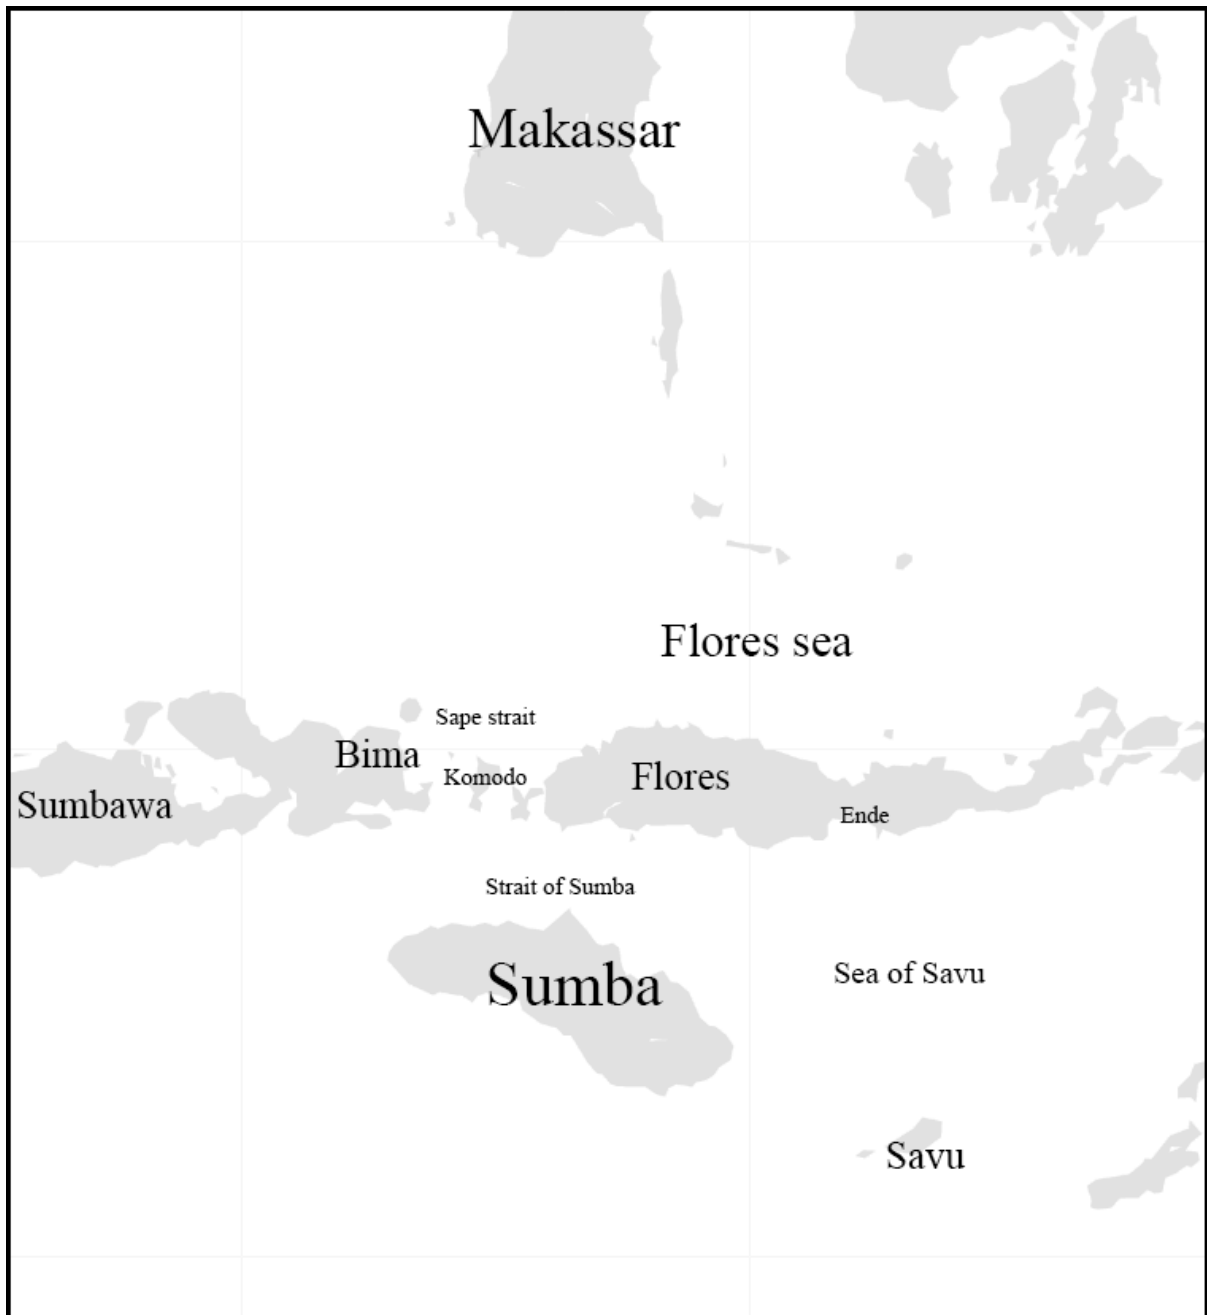 Makassar
Flores sea
Sape strait
Bima
Komodo
Flores
Sumbawa
Ende
Strait of Sumba
Sumba
Sea of Savu
Savu